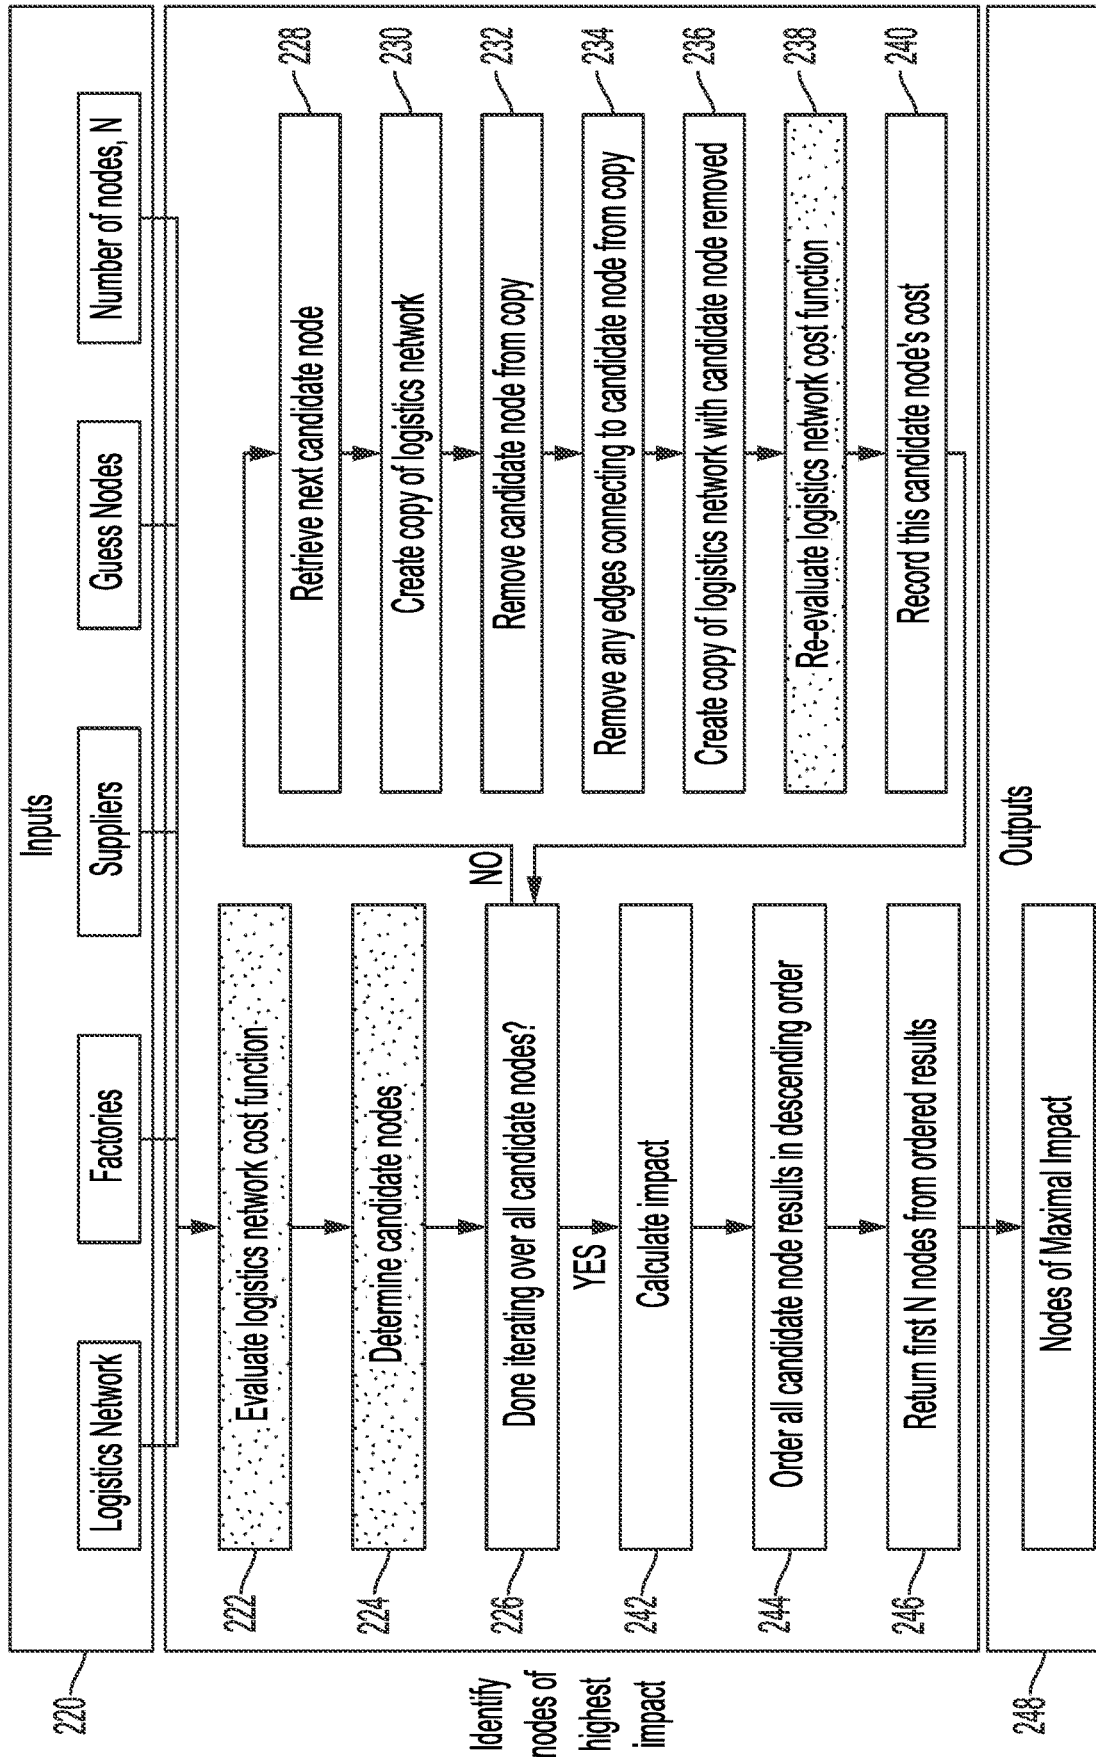 Inputs
220
Logistics Network
Factories
Suppliers
Guess Nodes
Number of nodes, N
Identify
nodes of
highest
impact
222
Evaluate logistics network cost function
224
Determine candidate nodes
226
Done iterating over all candidate nodes?
NO
YES
242
Calculate impact
244
Order all candidate node results in descending order
246
Return first N nodes from ordered results
Retrieve next candidate node
228
Create copy of logistics network
230
Remove candidate node from copy
232
Remove any edges connecting to candidate node from copy
234
Create copy of logistics network with candidate node removed
236
Re-evaluate logistics network cost function
238
Record this candidate node's cost
240
Outputs
248
Nodes of Maximal Impact